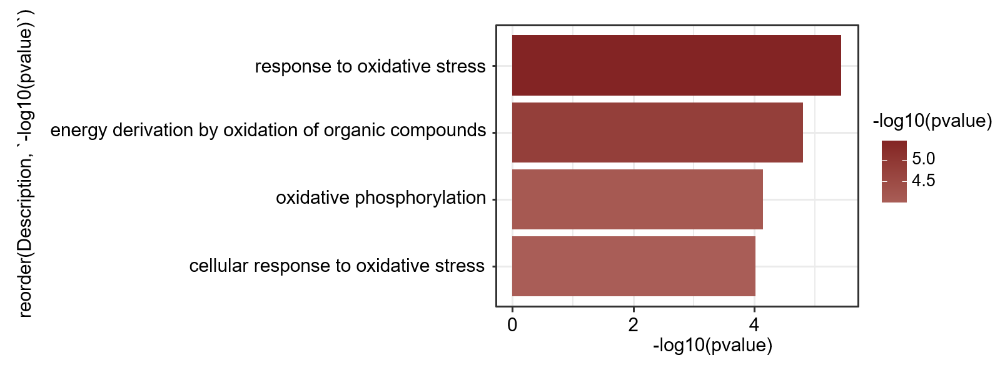 reorder(Description, `-log10(pvalue)`)
response to oxidative stress
energy derivation by oxidation of organic compounds
oxidative phosphorylation
cellular response to oxidative stress
0 2 4
-log10(pvalue)
-log10(pvalue)
5.0
4.5